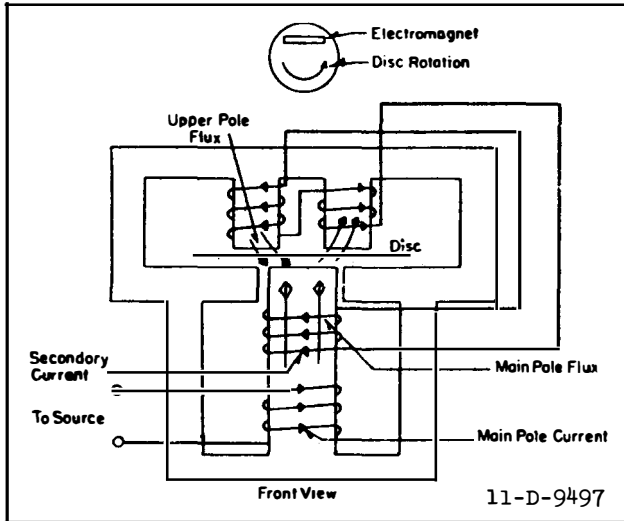 Electromagnet
Disc Rotation
Upper Pole
Flux
Disc
Secondory
Current
Main Pole Flux
To Source
Main Pole Current
Front View
11-D-9497